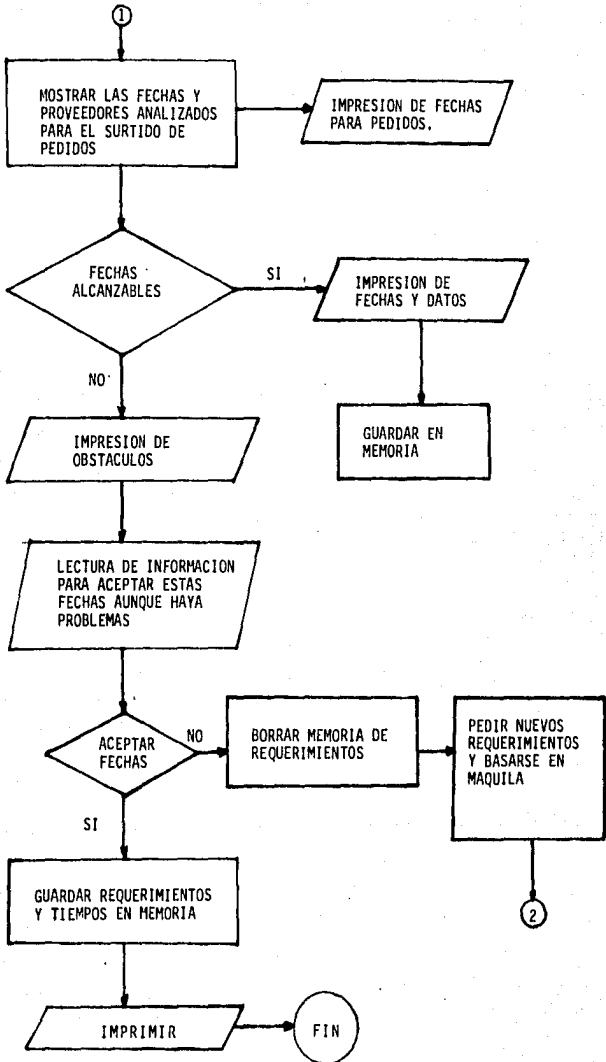 1
MOSTRAR LAS FECHAS Y
PROVEEDORES ANALIZADOS
PARA EL SURTIDO DE
PEDIDOS
IMPRESION DE FECHAS
PARA PEDIDOS.
FECHAS
ALCANZABLES
SI
IMPRESION DE
FECHAS Y DATOS
NO
GUARDAR EN
MEMORIA
IMPRESION DE
OBSTACULOS
LECTURA DE INFORMACION
PARA ACEPTAR ESTAS
FECHAS AUNQUE HAYA
PROBLEMAS
ACEPTAR
FECHAS
NO
BORRAR MEMORIA DE
REQUERIMIENTOS
PEDIR NUEVOS
REQUERIMIENTOS
Y BASARSE EN
MAQUILA
SI
GUARDAR REQUERIMIENTOS
Y TIEMPOS EN MEMORIA
2
IMPRIMIR
FIN